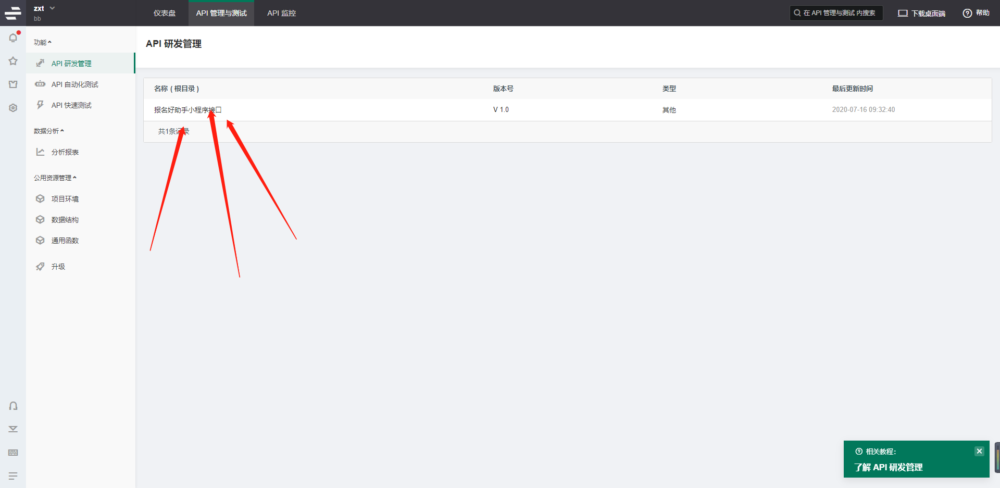 zxt
bb
仪表盘
API 管理与测试
API 监控
在 API 管理与测试 内搜索
下载桌面端
帮助
功能
API 研发管理
API 自动化测试
API 快速测试
数据分析
分析报表
公用资源管理
项目环境
数据结构
通用函数
升级
API 研发管理
名称 ( 根目录 )
版本号
类型
最后更新时间
报名好助手小程序接口
V 1.0
其他
2020-07-16 09:32:40
共1条记录
相关教程：
了解 API 研发管理